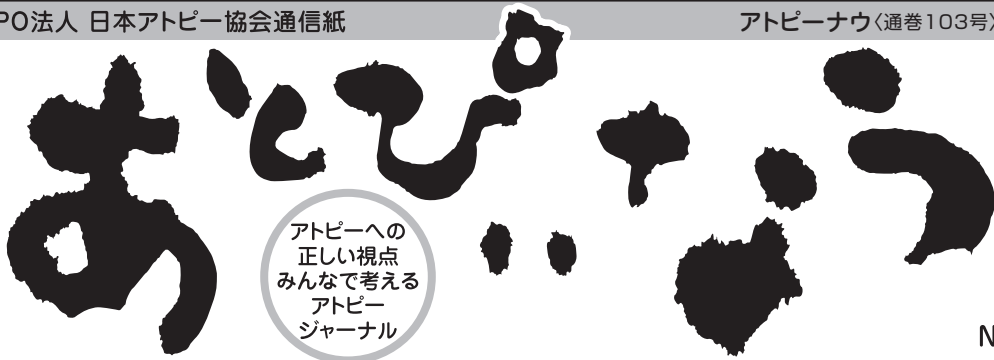 PO法人 日本アトピー協会通信紙
アトピーナウ〈通巻103号〉
あとぴいなう
アトピーへの
正しい視点
みんなで考える
アトピー
ジャーナル
N